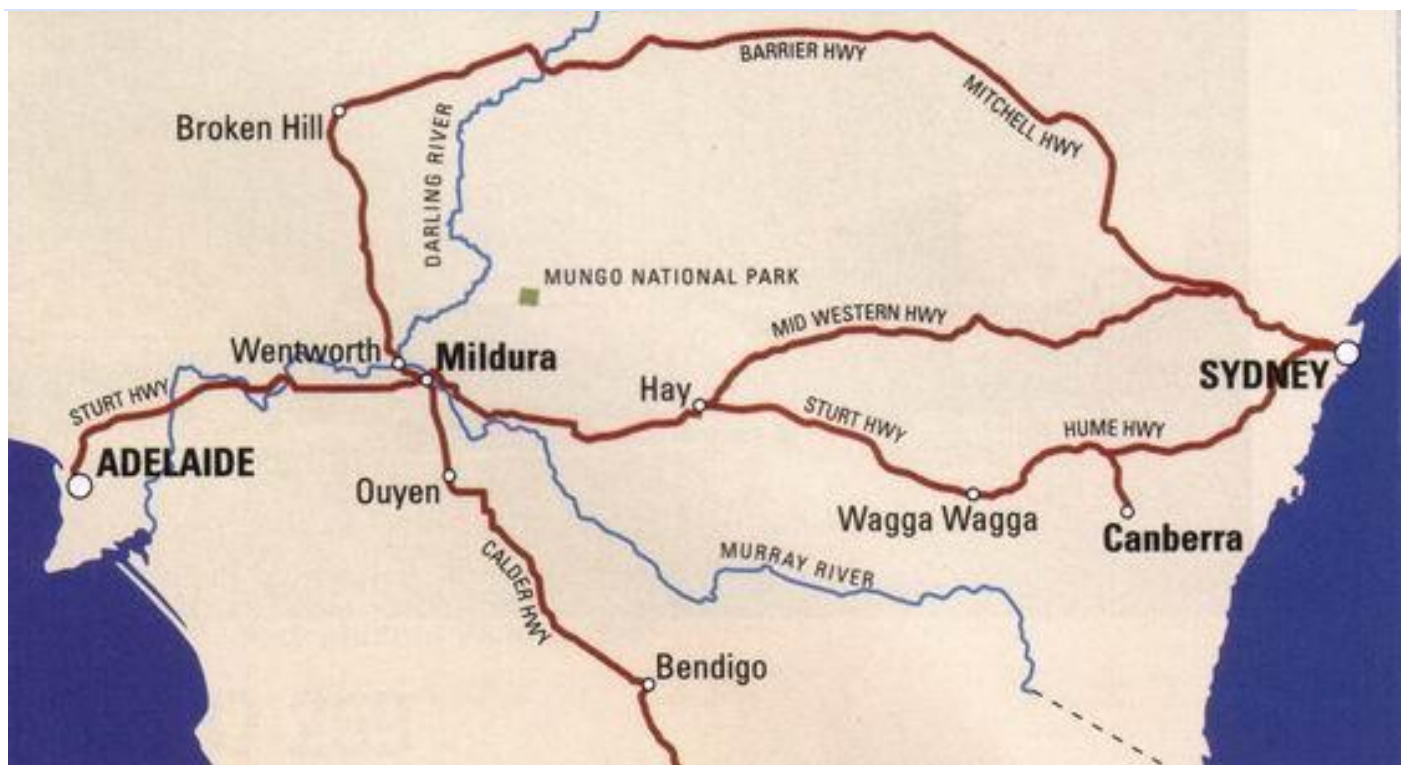 BARRIER HWY
MITCHELL HWY
Broken Hill
DARLING RIVER
MUNGO NATIONAL PARK
MID WESTERN HWY
Wentworth
Mildura
SYDNEY
Hay
STURT HWY
STURT HWY
HUME HWY
ADELAIDE
Ouyen
Wagga Wagga
Canberra
MURRAY RIVER
CALDER HWY
Bendigo